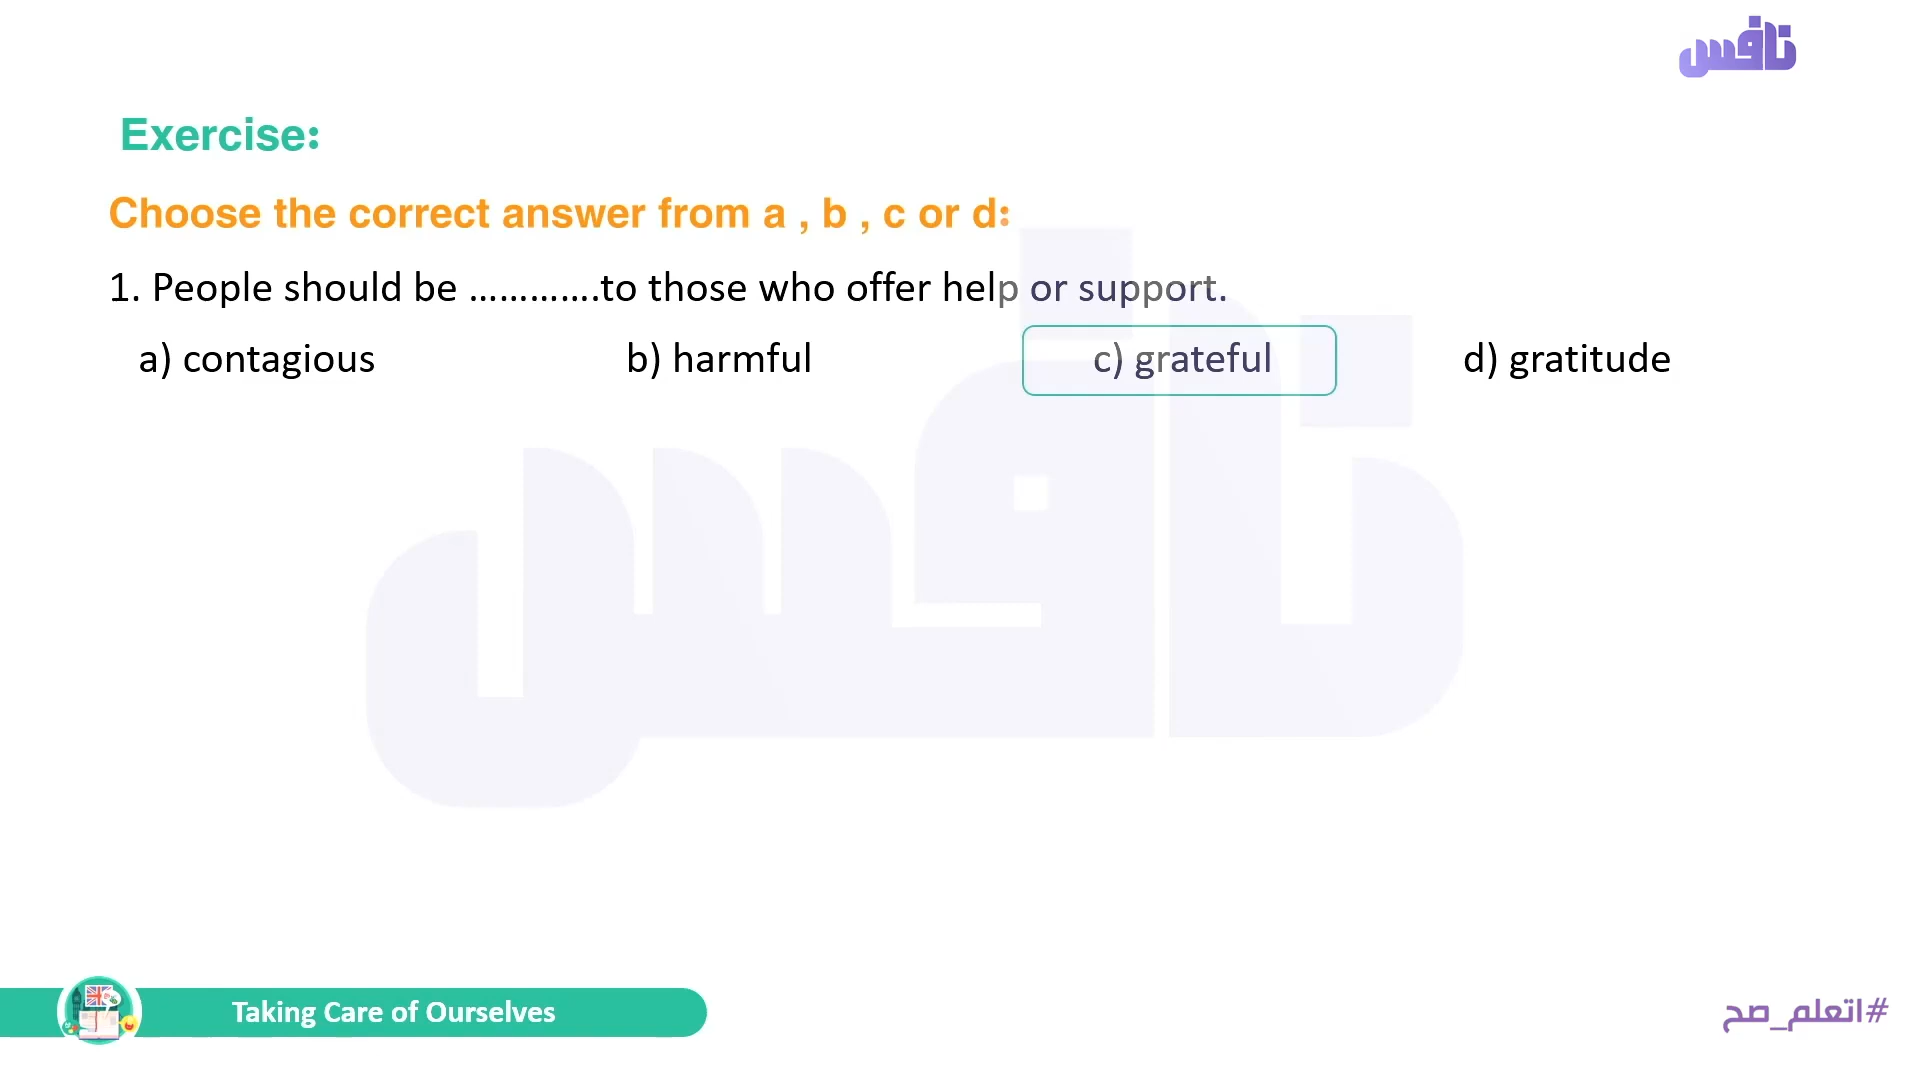 نافس
Exercise:
Choose the correct answer from a , b , c or d:
1. People should be .............to those who offer help or support.
a) contagious b) harmful c) grateful d) gratitude
نافس
Taking Care of Ourselves
#اتعلم_صح